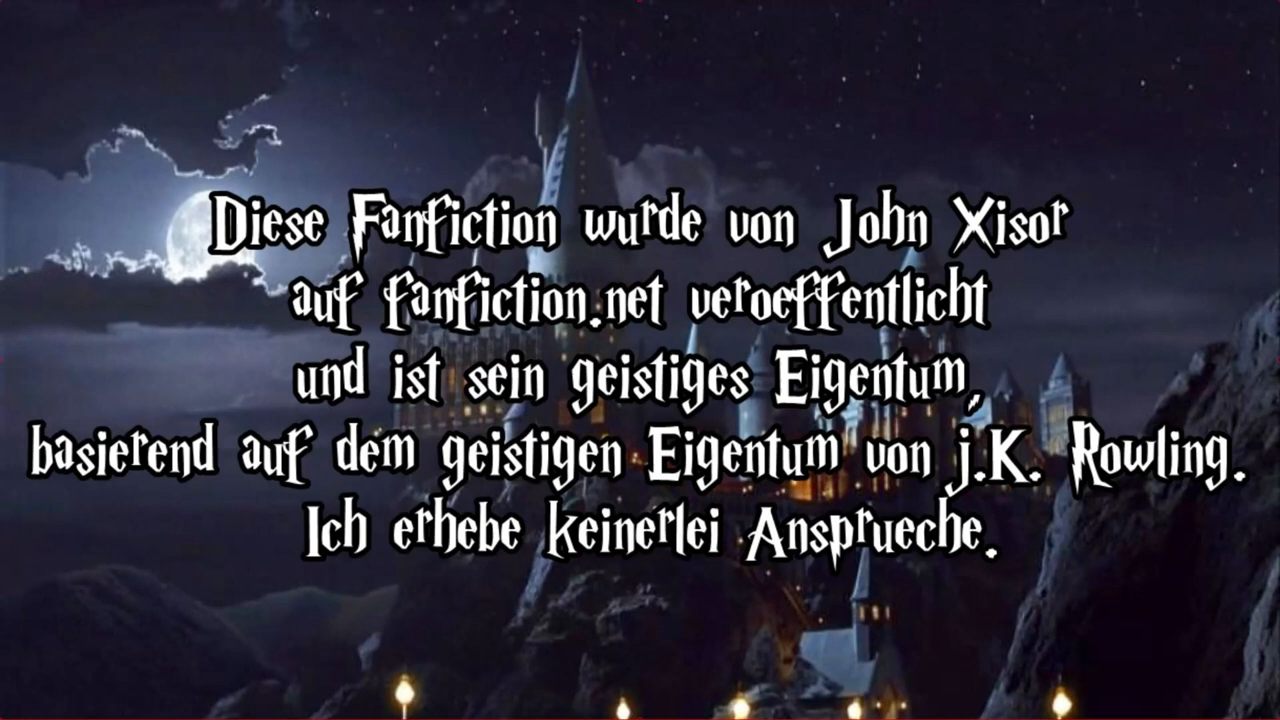 Diese Fanfiction wurde von John Xisor
auf fanfiction.net veroeffentlicht
und ist sein geistiges Eigentum,
basierend auf dem geistigen Eigentum von j.K. Rowling.
Ich erhebe keinerlei Ansprueche.